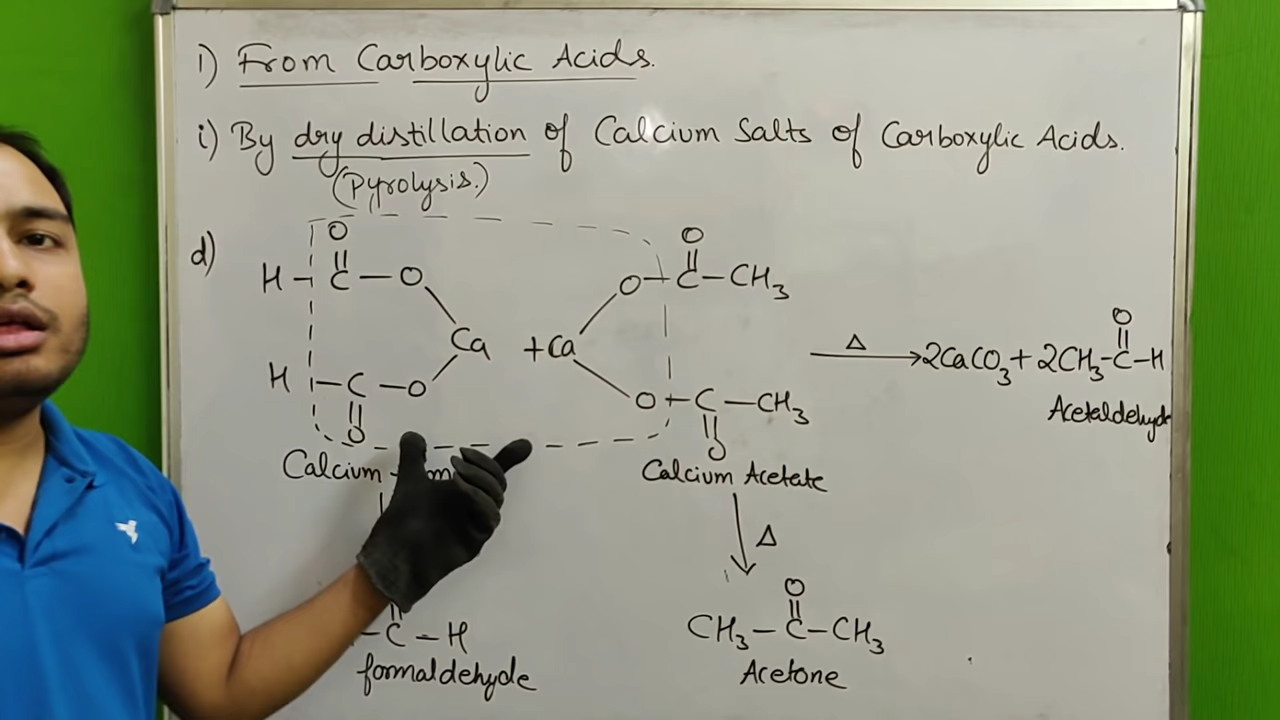 1) From Carboxylic Acids.
i) By dry distillation of Calcium Salts of Carboxylic Acids.
(Pyrolysis.)
d)
O O
H - C - O O - C - CH₃
Ca + Ca Δ → 2CaCO₃ + 2CH₃ - C - H
O
H - C - O O - C - CH₃
Acetaldehyde
O O
Calcium Calcium Acetate
Δ
O
- C - H CH₃ - C - CH₃
formaldehyde Acetone